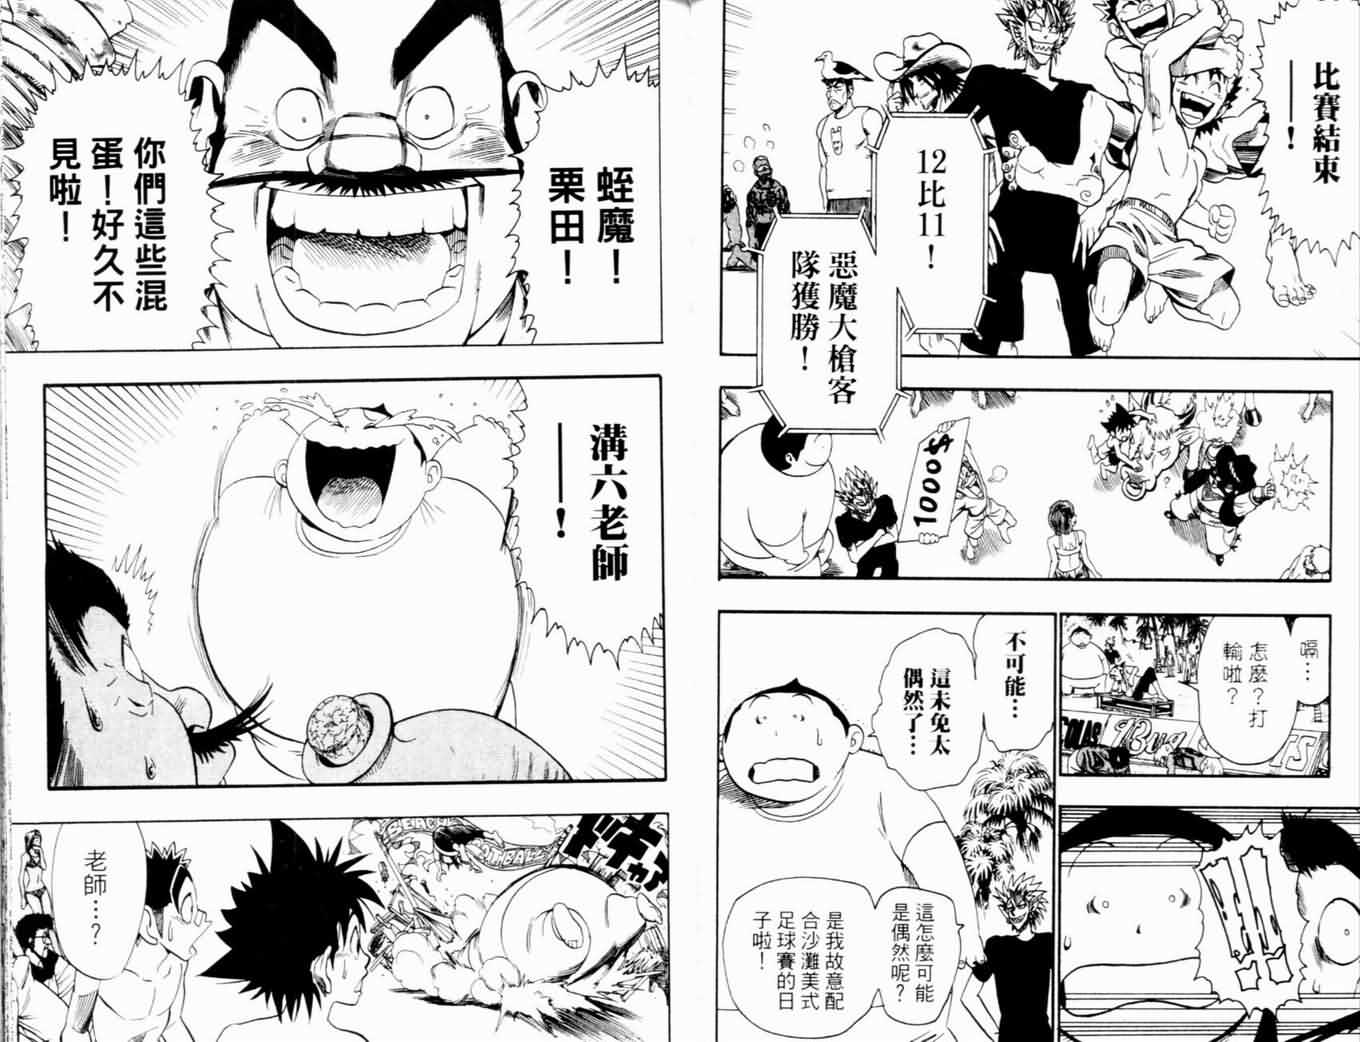 比賽結束
──！
12比11！
惡魔大槍客
隊獲勝！
1000$
嗝…
怎麼？打
輸啦？
!!
不可能…
這未免太
偶然了…
這怎麼可能
是偶然呢？
是我故意配
合沙灘美式
足球賽的日
子啦！
蛭魔！
栗田！
你們這些混
蛋！好久不
見啦！
溝六老師
──！
BEACH
老師…？